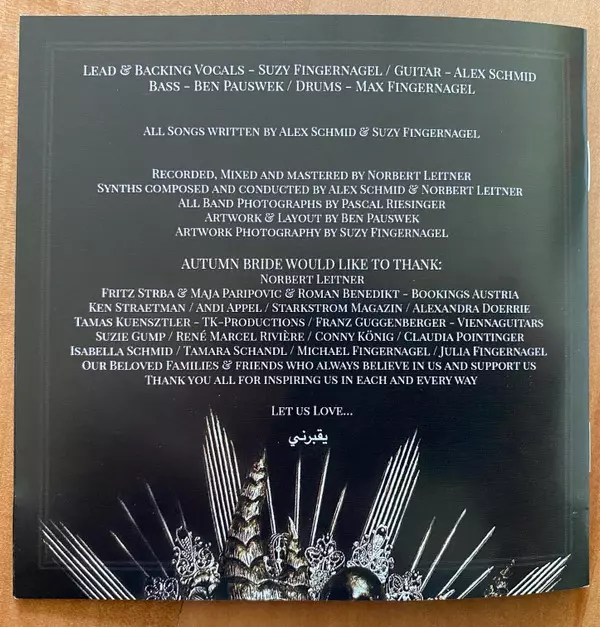 Lead & Backing Vocals - Suzy Fingernagel / Guitar - Alex Schmid
Bass - Ben Pauswek / Drums - Max Fingernagel
All Songs written by Alex Schmid & Suzy Fingernagel
Recorded, Mixed and mastered by Norbert Leitner
Synths composed and conducted by Alex Schmid & Norbert Leitner
All Band Photographs by Pascal Riesinger
Artwork & Layout by Ben Pauswek
Artwork Photography by Suzy Fingernagel
AUTUMN BRIDE WOULD LIKE TO THANK:
Norbert Leitner
Fritz Strba & Maja Paripovic & Roman Benedikt - Bookings Austria
Ken Straetman / Andi Appel / Starkstrom Magazin / Alexandra Doerrie
Tamas Kuensztler - TK-Productions / Franz Guggenberger - Viennaguitars
Suzie Gump / René Marcel Rivière / Conny König / Claudia Pointinger
Isabella Schmid / Tamara Schandl / Michael Fingernagel / Julia Fingernagel
Our Beloved Families & friends who always believe in us and support us
Thank you all for inspiring us in each and every way
Let us Love...
يقبرني